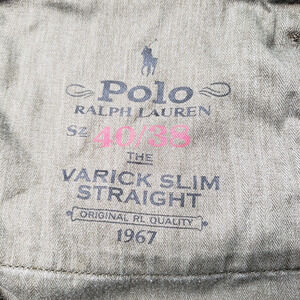 Polo
RALPH LAUREN
SZ 40/38
THE
VARICK SLIM
STRAIGHT
ORIGINAL RL QUALITY
1967